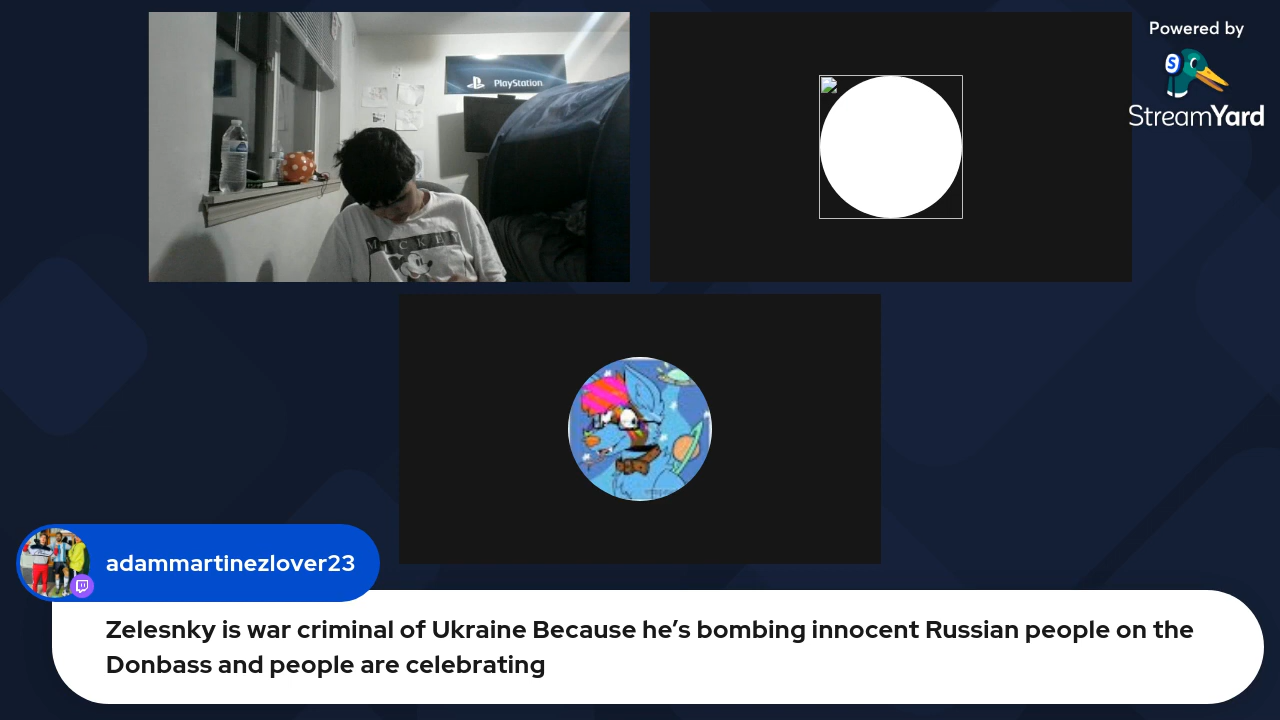 Powered by
StreamYard
PlayStation
MICKEY
adammartinezlover23
Zelesnky is war criminal of Ukraine Because he’s bombing innocent Russian people on the
Donbass and people are celebrating